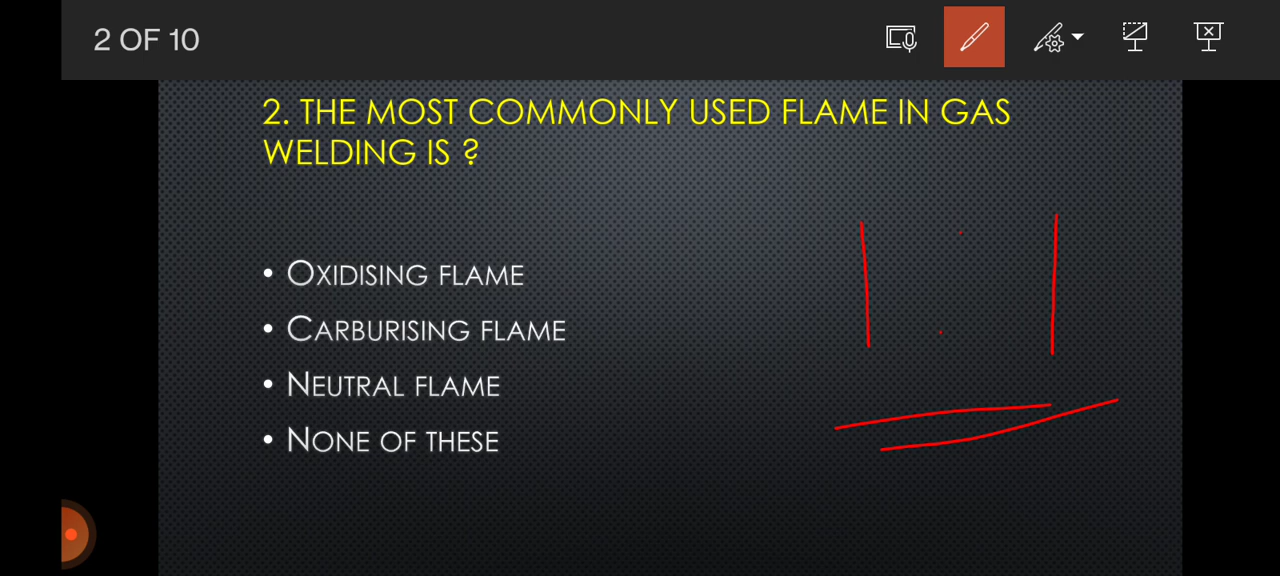 2 OF 10
2. THE MOST COMMONLY USED FLAME IN GAS
WELDING IS ?
• OXIDISING FLAME
• CARBURISING FLAME
• NEUTRAL FLAME
• NONE OF THESE